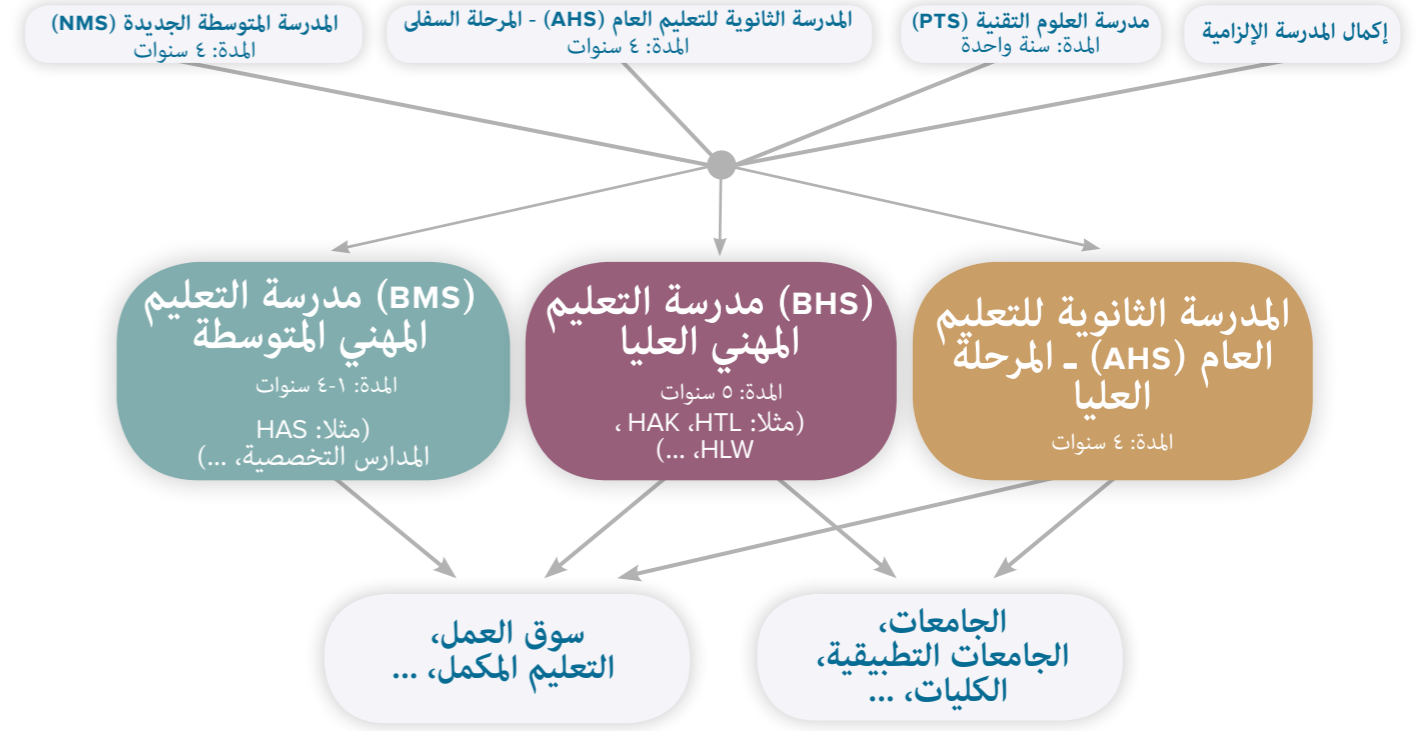 إكمال المدرسة الإلزامية
مدرسة العلوم التقنية (PTS)
المدة: سنة واحدة
المدرسة الثانوية للتعليم العام (AHS) - المرحلة السفلى
المدة: ٤ سنوات
المدرسة المتوسطة الجديدة (NMS)
المدة: ٤ سنوات
المدرسة الثانوية للتعليم
العام (AHS) ـ المرحلة
العليا
المدة: ٤ سنوات
(BHS) مدرسة التعليم
المهني العليا
المدة: ٥ سنوات
(مثلا: HAK ،HTL ،
HLW، ...)
(BMS) مدرسة التعليم
المهني المتوسطة
المدة: ١-٤ سنوات
(مثلا: HAS
المدارس التخصصية، ...)
الجامعات،
الجامعات التطبيقية،
الكليات، ...
سوق العمل،
التعليم المكمل، ...